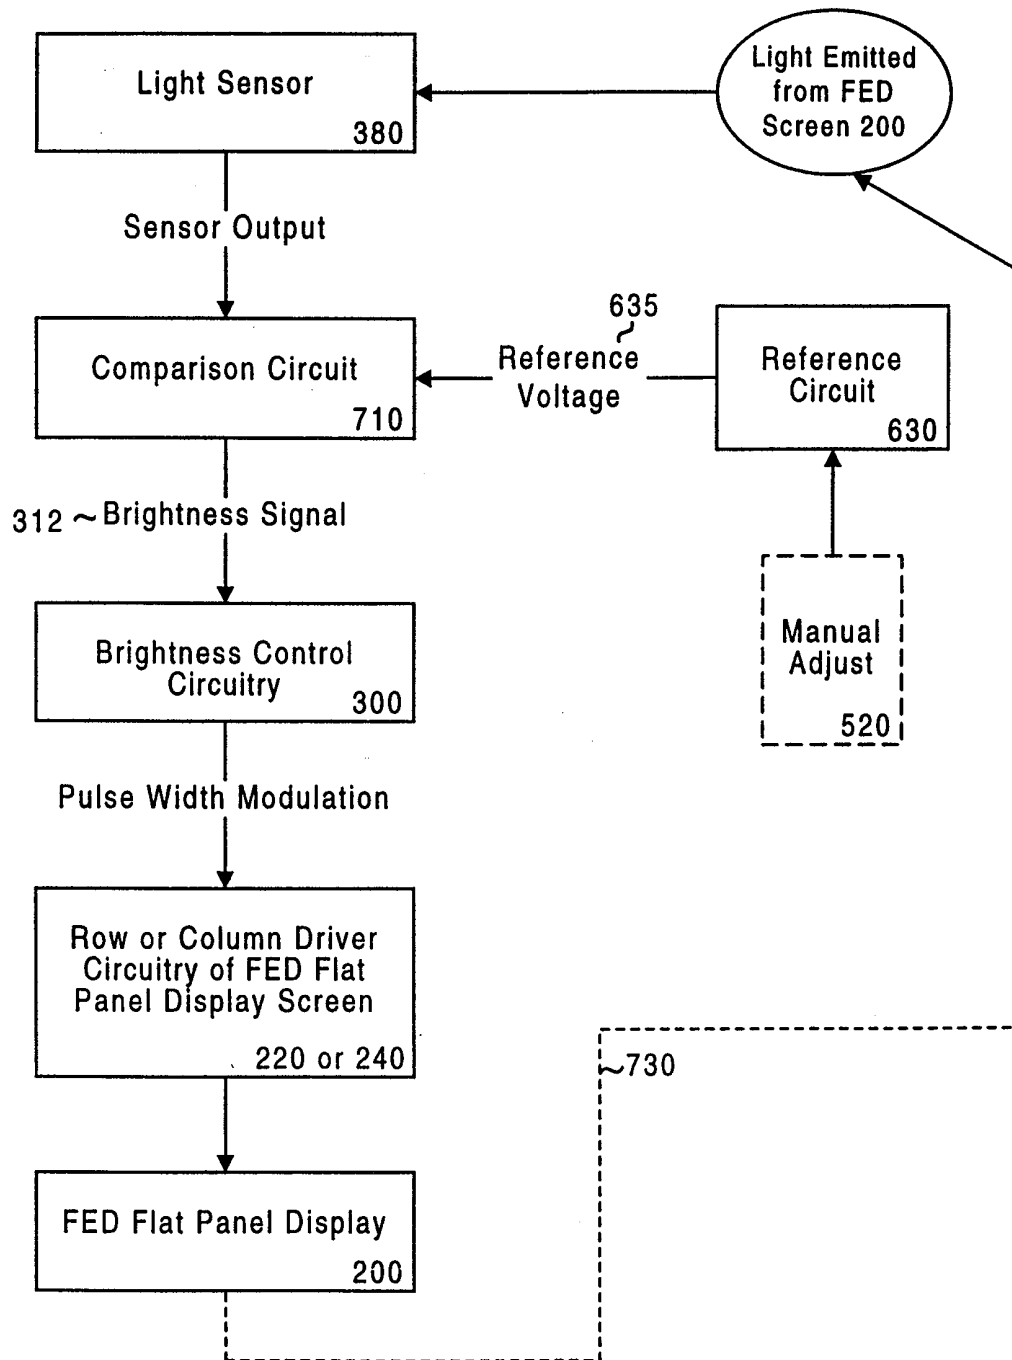 Light Sensor
380
Light Emitted
from FED
Screen 200
Sensor Output
Comparison Circuit
710
635
Reference
Voltage
Reference
Circuit
630
312 ~ Brightness Signal
Manual
Adjust
520
Brightness Control
Circuitry
300
Pulse Width Modulation
Row or Column Driver
Circuitry of FED Flat
Panel Display Screen
220 or 240
~730
FED Flat Panel Display
200